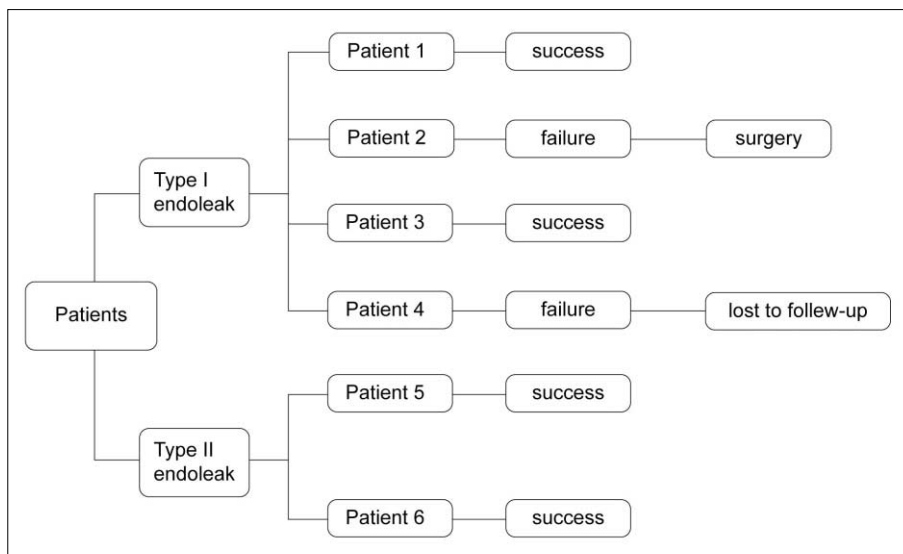 Patient 1
success
Patient 2
failure
surgery
Type I
endoleak
Patient 3
success
Patients
Patient 4
failure
lost to follew-up
Patient 5
success
Type II
endoleak
Patient 6
success